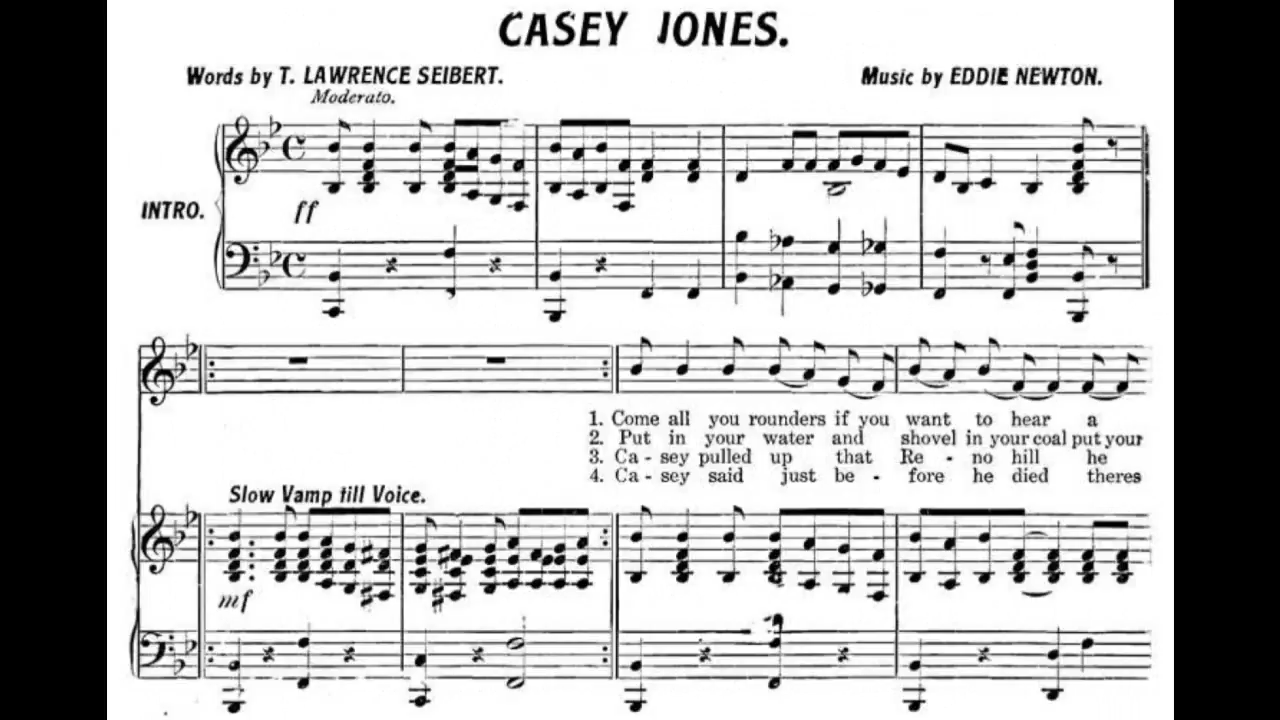 CASEY JONES.
Words by T. LAWRENCE SEIBERT. Music by EDDIE NEWTON.
Moderato.
INTRO.
ff
1. Come all you rounders if you want to hear a
2. Put in your water and shovel in your coal put your
3. Ca - sey pulled up that Re - no hill he
4. Ca - sey said just be - fore he died theres
Slow Vamp till Voice.
mf